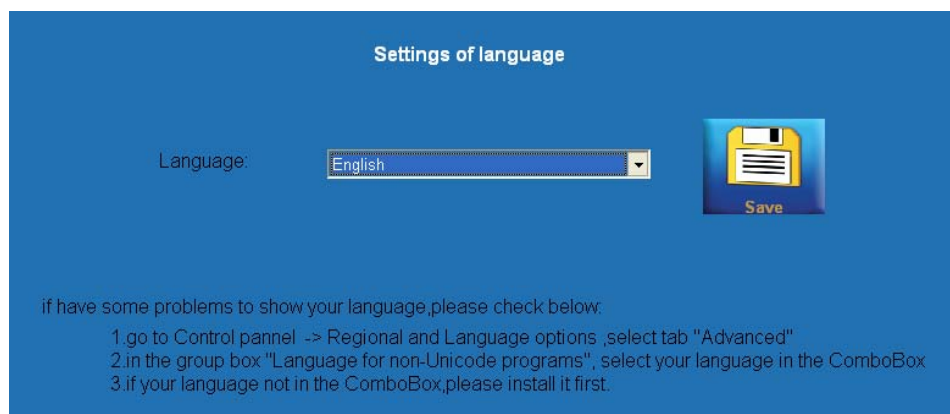 Settings of language
Language:
English
Save
if have some problems to show your language,please check below:
1.go to Control pannel -> Regional and Language options ,select tab "Advanced"
2.in the group box "Language for non-Unicode programs", select your language in the ComboBox
3.if your language not in the ComboBox,please install it first.